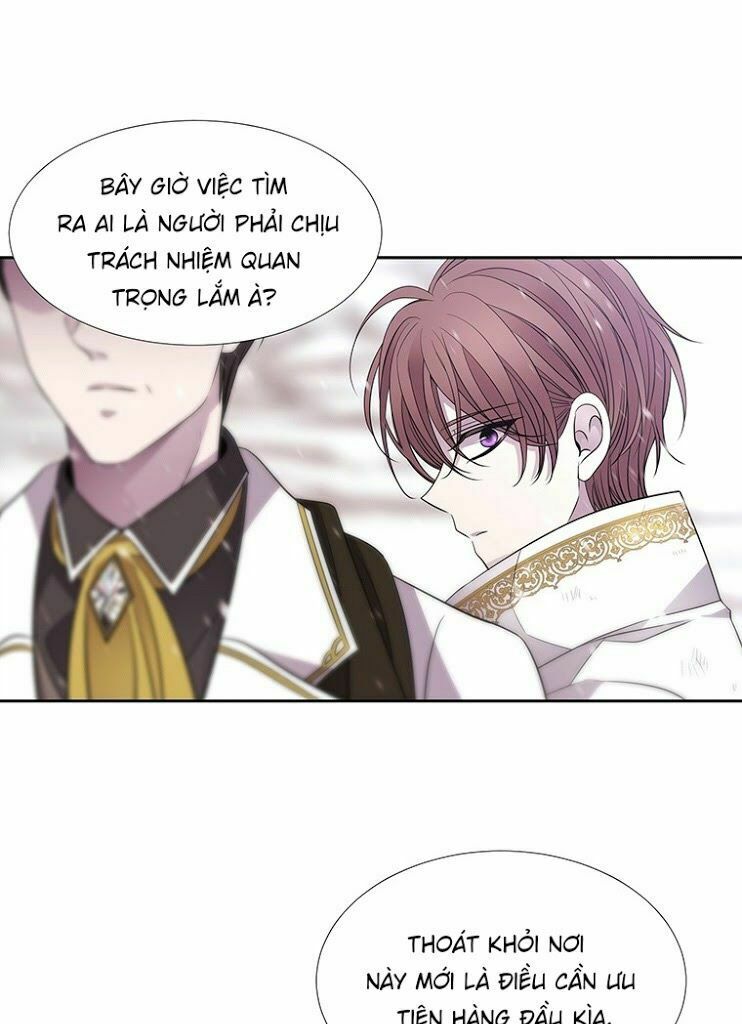 BÂY GIỜ VIỆC TÌM
RA AI LÀ NGƯỜI PHẢI CHỊU
TRÁCH NHIỆM QUAN
TRỌNG LẮM À?
THOÁT KHỎI NƠI
NÀY MỚI LÀ ĐIỀU CẦN ƯU
TIÊN HÀNG ĐẦU KÌA.